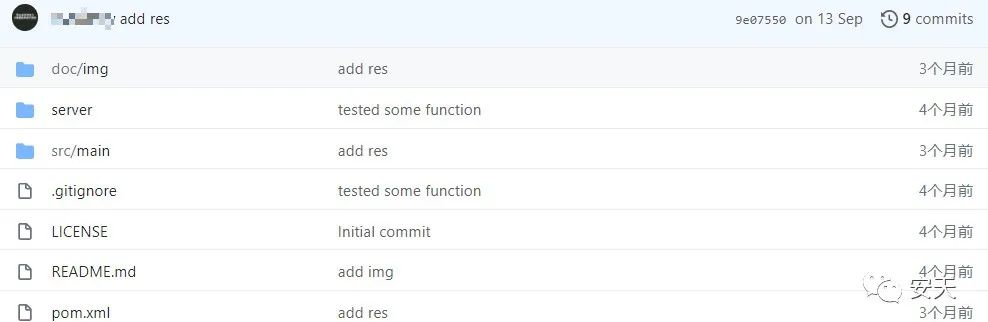 add res 9e07550 on 13 Sep 9 commits
doc/img add res 3个月前
server tested some function 4个月前
src/main add res 3个月前
.gitignore tested some function 4个月前
LICENSE Initial commit 4个月前
README.md add img 4个月前
pom.xml add res 3个月前
安天